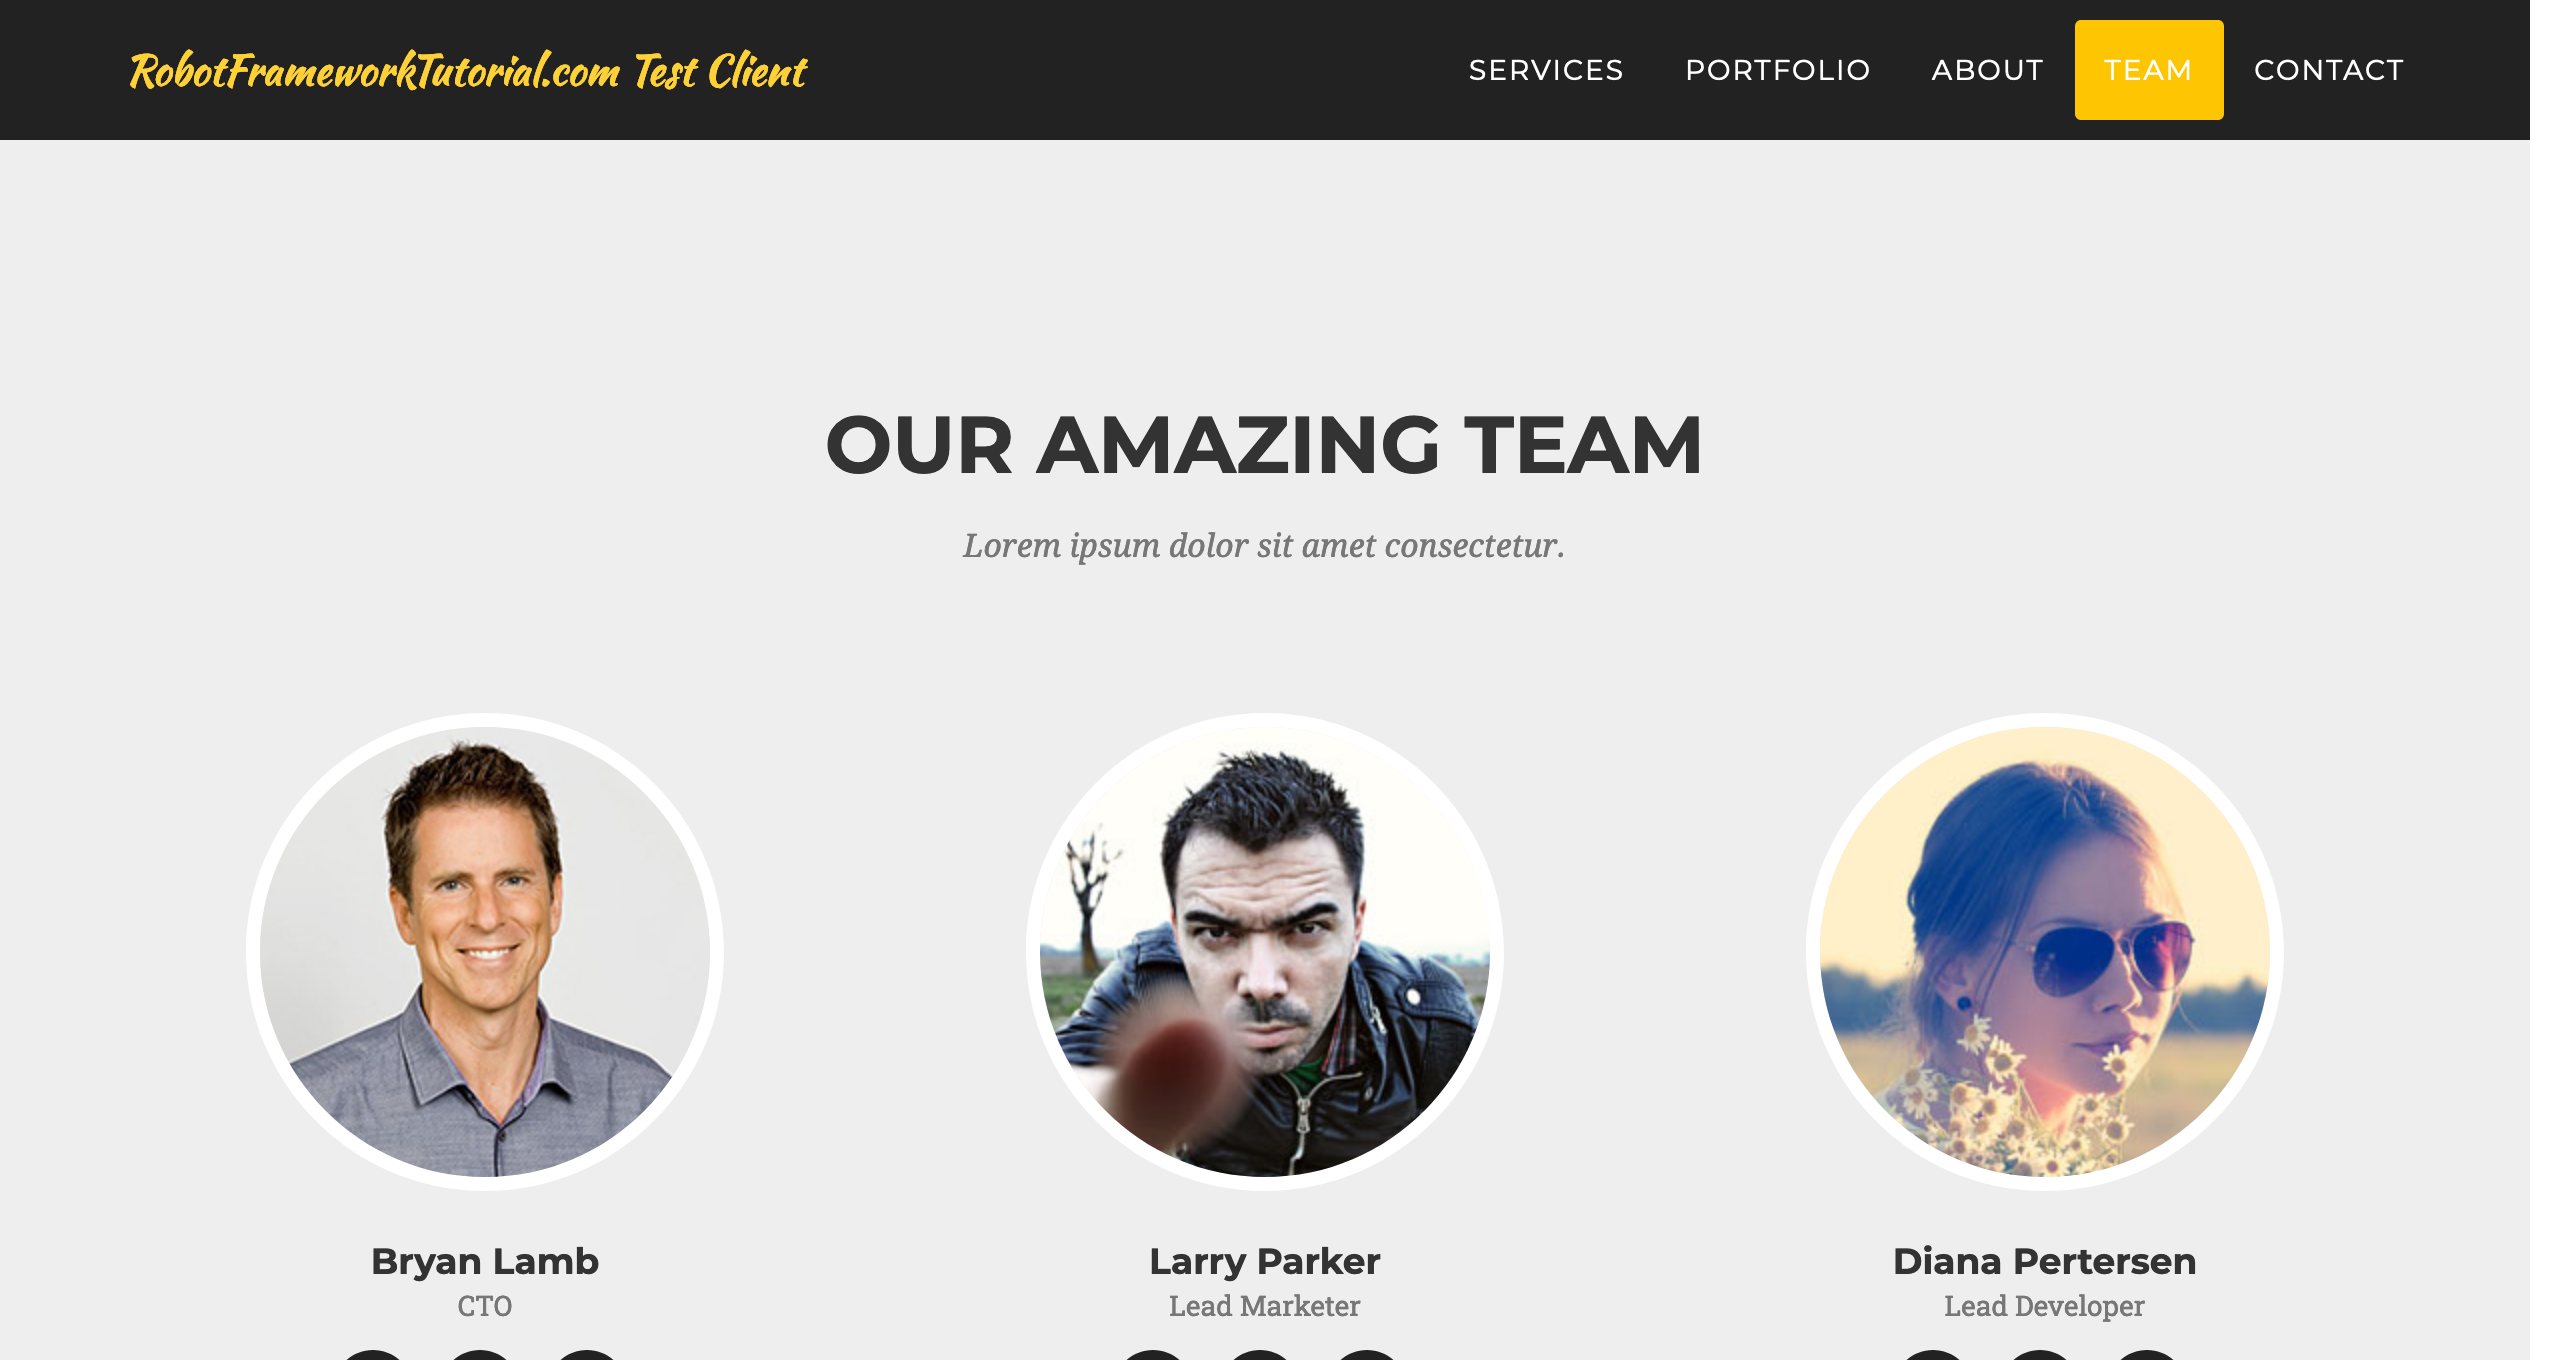 RobotFrameworkTutorial.com Test Client
SERVICES PORTFOLIO ABOUT TEAM CONTACT
OUR AMAZING TEAM
Lorem ipsum dolor sit amet consectetur.
Bryan Lamb
CTO
Larry Parker
Lead Marketer
Diana Pertersen
Lead Developer